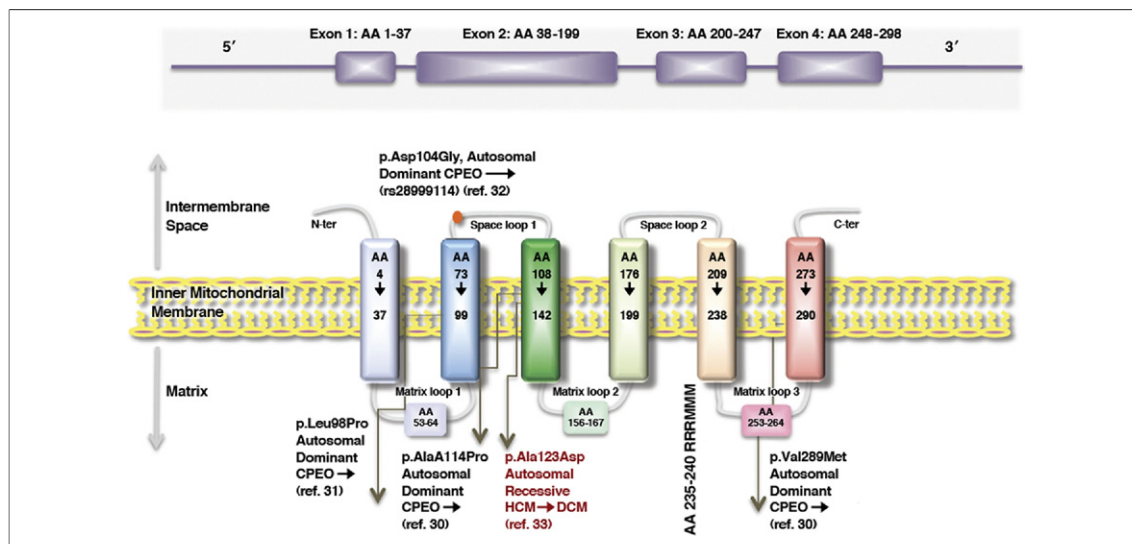 Exon 1: AA 1-37
Exon 2: AA 38-199
Exon 3: AA 200-247
Exon 4: AA 248-298
5′
3′
p.Asp104Gly, Autosomal
Dominant CPEO →
(rs28999114) (ref. 32)
Intermembrane
Space
N-ter
Space loop 1
Space loop 2
C-ter
AA
4
37
AA
73
99
AA
108
142
AA
176
199
AA
209
238
AA
273
290
Inner Mitochondrial
Membrane
Matrix
Matrix loop 1
Matrix loop 2
Matrix loop 3
AA
53-64
AA
156-167
AA
253-264
p.Leu98Pro
Autosomal
Dominant
CPEO →
(ref. 31)
p.AlaA114Pro
Autosomal
Dominant
CPEO →
(ref. 30)
p.Ala123Asp
Autosomal
Recessive
HCM → DCM
(ref. 33)
AA 235-240 RRRMMM
p.Val289Met
Autosomal
Dominant
CPEO →
(ref. 30)